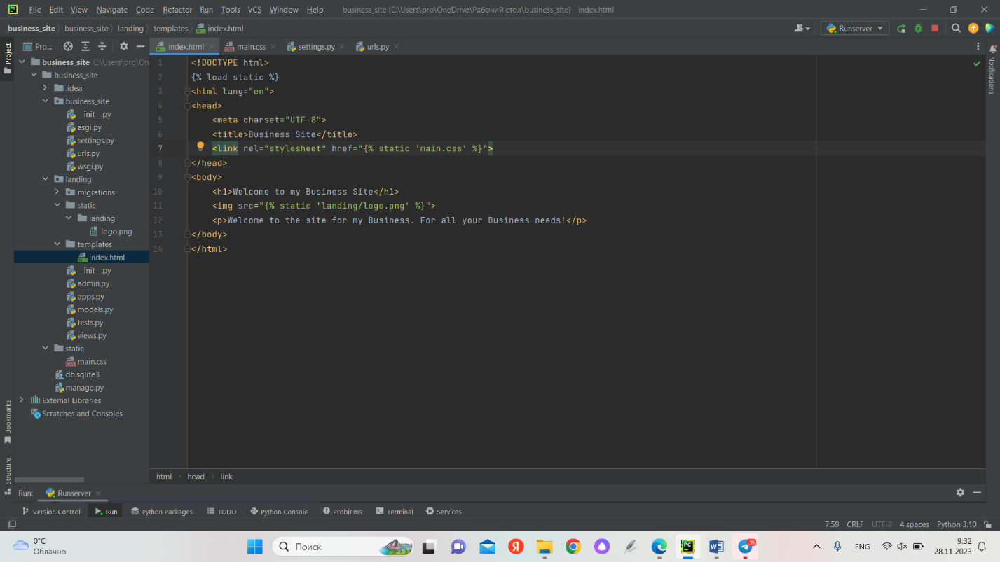 File Edit View Navigate Code Refactor Run Tools VCS Window Help business_site [C:\Users\pro\OneDrive\Рабочий стол\business_site] - index.html
business_site business_site landing templates index.html Runserver
Project
Pro...
index.html main.css settings.py urls.py
Notifications
business_site C:\Users\pro\On
business_site
.idea
business_site
__init__.py
asgi.py
settings.py
urls.py
wsgi.py
landing
migrations
static
landing
logo.png
templates
index.html
__init__.py
admin.py
apps.py
models.py
tests.py
views.py
static
main.css
db.sqlite3
manage.py
External Libraries
Scratches and Consoles
1 <!DOCTYPE html>
2 {% load static %}
3 <html lang="en">
4 <head>
5 <meta charset="UTF-8">
6 <title>Business Site</title>
7 <link rel="stylesheet" href="{% static 'main.css' %}">
8 </head>
9 <body>
10 <h1>Welcome to my Business Site</h1>
11 <img src="{% static 'landing/logo.png' %}">
12 <p>Welcome to the site for my Business. For all your Business needs!</p>
13 </body>
14 </html>
Bookmarks
Structure
html head link
Run: Runserver
Version Control Run Python Packages TODO Python Console Problems Terminal Services
7:59 CRLF UTF-8 4 spaces Python 3.10
0°C
Облачно
Поиск
96
ENG
9:32
28.11.2023